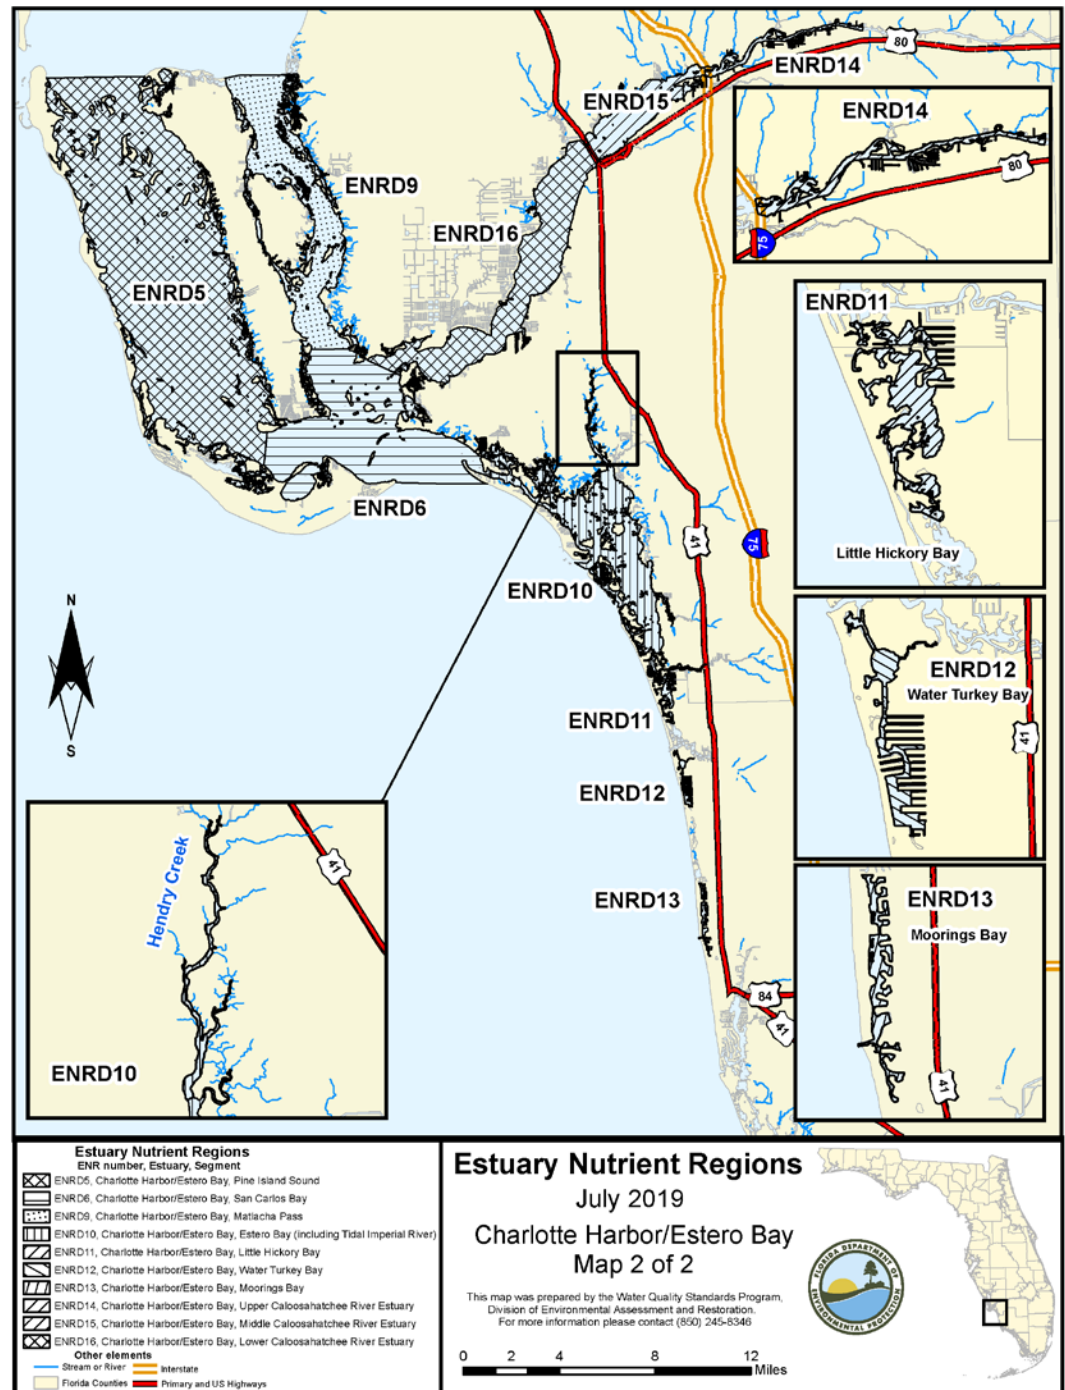 80
ENRD14
ENRD15
ENRD14
80
75
ENRD9
ENRD16
ENRD5
ENRD11
Little Hickory Bay
ENRD6
41
75
ENRD10
N
S
ENRD12
Water Turkey Bay
41
ENRD11
ENRD12
Hendry Creek
41
ENRD10
ENRD13
ENRD13
Moorings Bay
84
41
41
Estuary Nutrient Regions
ENR number, Estuary, Segment
ENRD5, Charlotte Harbor/Estero Bay, Pine Island Sound
ENRD6, Charlotte Harbor/Estero Bay, San Carlos Bay
ENRD9, Charlotte Harbor/Estero Bay, Matlacha Pass
ENRD10, Charlotte Harbor/Estero Bay, Estero Bay (including Tidal Imperial River)
ENRD11, Charlotte Harbor/Estero Bay, Little Hickory Bay
ENRD12, Charlotte Harbor/Estero Bay, Water Turkey Bay
ENRD13, Charlotte Harbor/Estero Bay, Moorings Bay
ENRD14, Charlotte Harbor/Estero Bay, Upper Caloosahatchee River Estuary
ENRD15, Charlotte Harbor/Estero Bay, Middle Caloosahatchee River Estuary
ENRD16, Charlotte Harbor/Estero Bay, Lower Caloosahatchee River Estuary
Other elements
Stream or River
Interstate
Florida Counties
Primary and US Highways
Estuary Nutrient Regions
July 2019
Charlotte Harbor/Estero Bay
Map 2 of 2
This map was prepared by the Water Quality Standards Program,
Division of Environmental Assessment and Restoration.
For more information please contact (850) 245-8346
FLORIDA DEPARTMENT OF
ENVIRONMENTAL PROTECTION
0 2 4 8 12
Miles